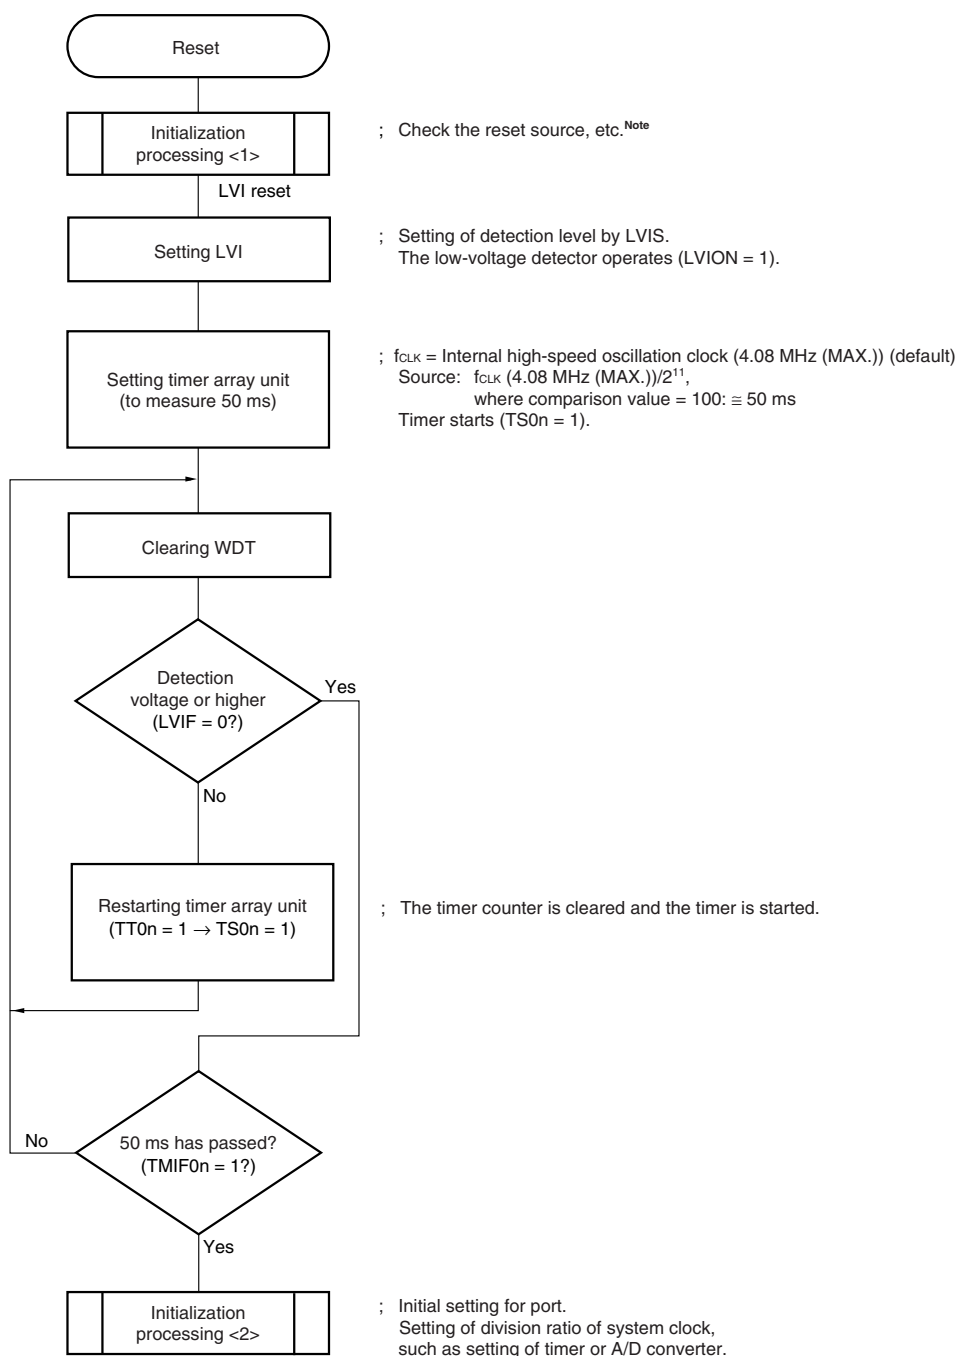 Reset
Initialization
processing <1>
; Check the reset source, etc.Note
LVI reset
Setting LVI
; Setting of detection level by LVIS.
The low-voltage detector operates (LVION = 1).
Setting timer array unit
(to measure 50 ms)
; fCLK = Internal high-speed oscillation clock (4.08 MHz (MAX.)) (default)
Source: fCLK (4.08 MHz (MAX.))/2¹¹,
where comparison value = 100: ≅ 50 ms
Timer starts (TS0n = 1).
Clearing WDT
Detection
voltage or higher
(LVIF = 0?)
Yes
No
Restarting timer array unit
(TT0n = 1 → TS0n = 1)
; The timer counter is cleared and the timer is started.
No
50 ms has passed?
(TMIF0n = 1?)
Yes
Initialization
processing <2>
; Initial setting for port.
Setting of division ratio of system clock,
such as setting of timer or A/D converter.